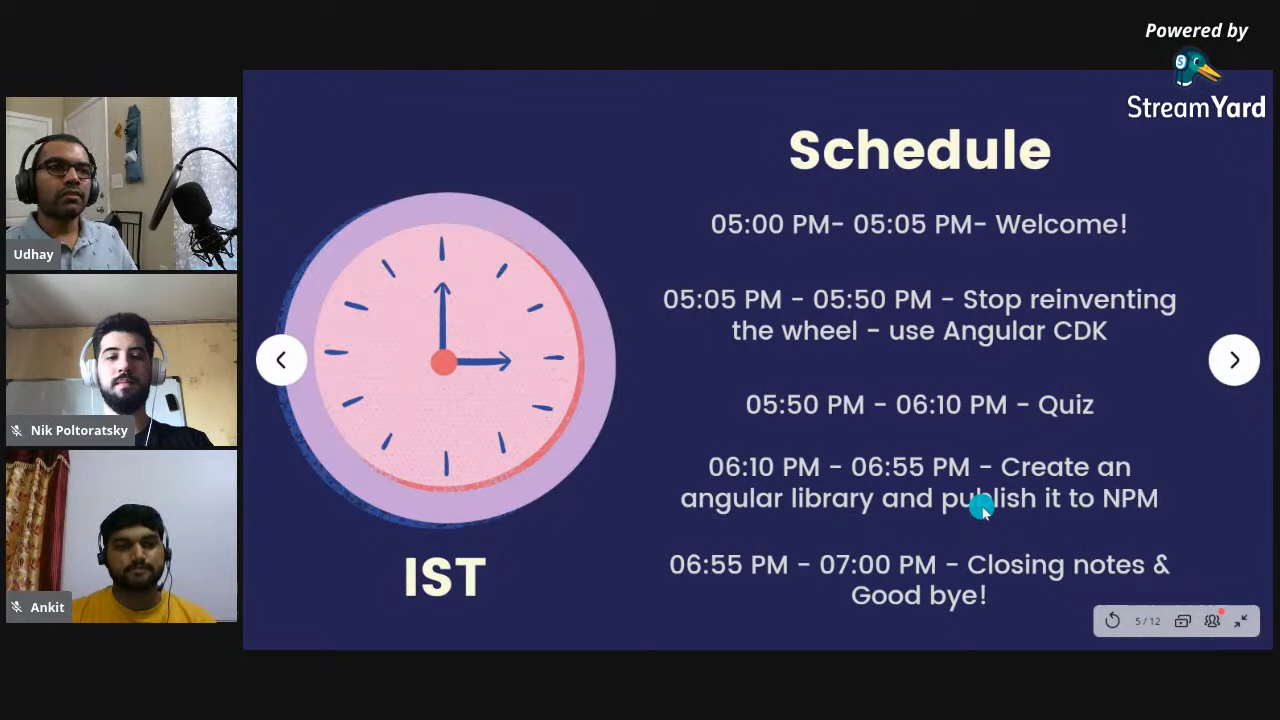 Powered by
StreamYard
Udhay
Nik Poltoratsky
Ankit
Schedule
05:00 PM- 05:05 PM- Welcome!
05:05 PM - 05:50 PM - Stop reinventing
the wheel - use Angular CDK
05:50 PM - 06:10 PM - Quiz
06:10 PM - 06:55 PM - Create an
angular library and publish it to NPM
06:55 PM - 07:00 PM - Closing notes &
Good bye!
IST
5 / 12